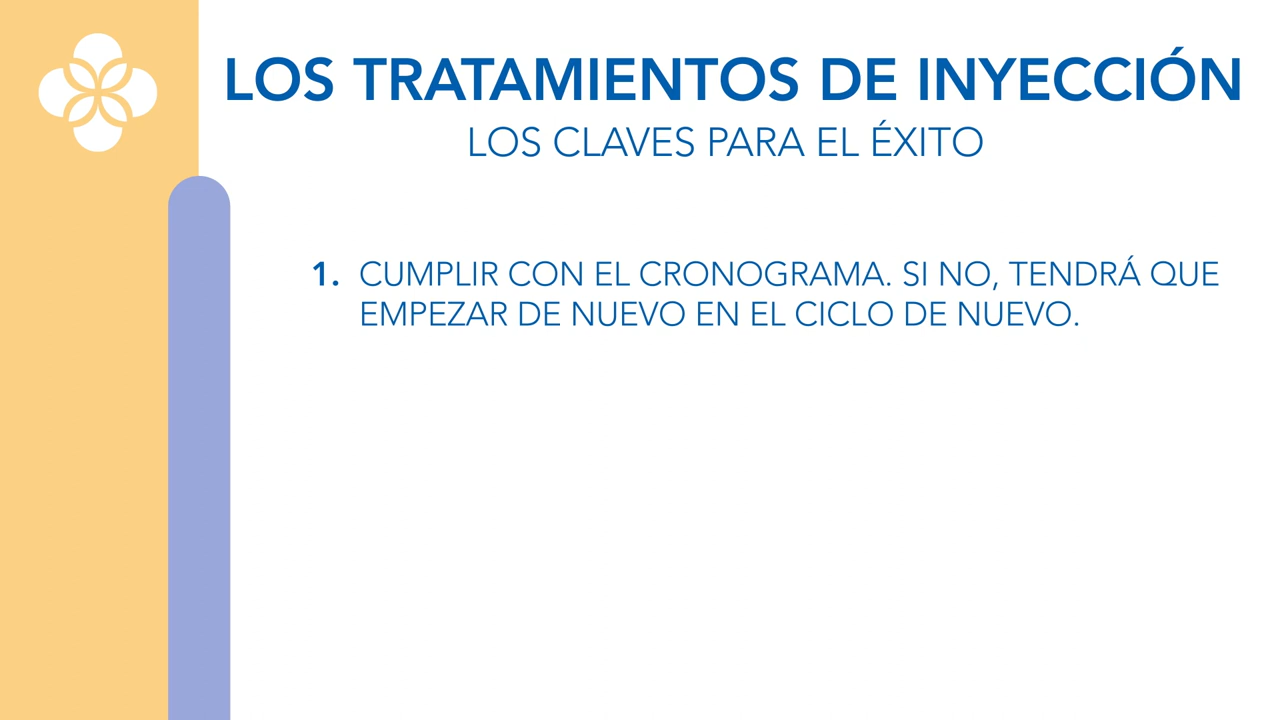 LOS TRATAMIENTOS DE INYECCIÓN
LOS CLAVES PARA EL ÉXITO
1. CUMPLIR CON EL CRONOGRAMA. SI NO, TENDRÁ QUE
EMPEZAR DE NUEVO EN EL CICLO DE NUEVO.